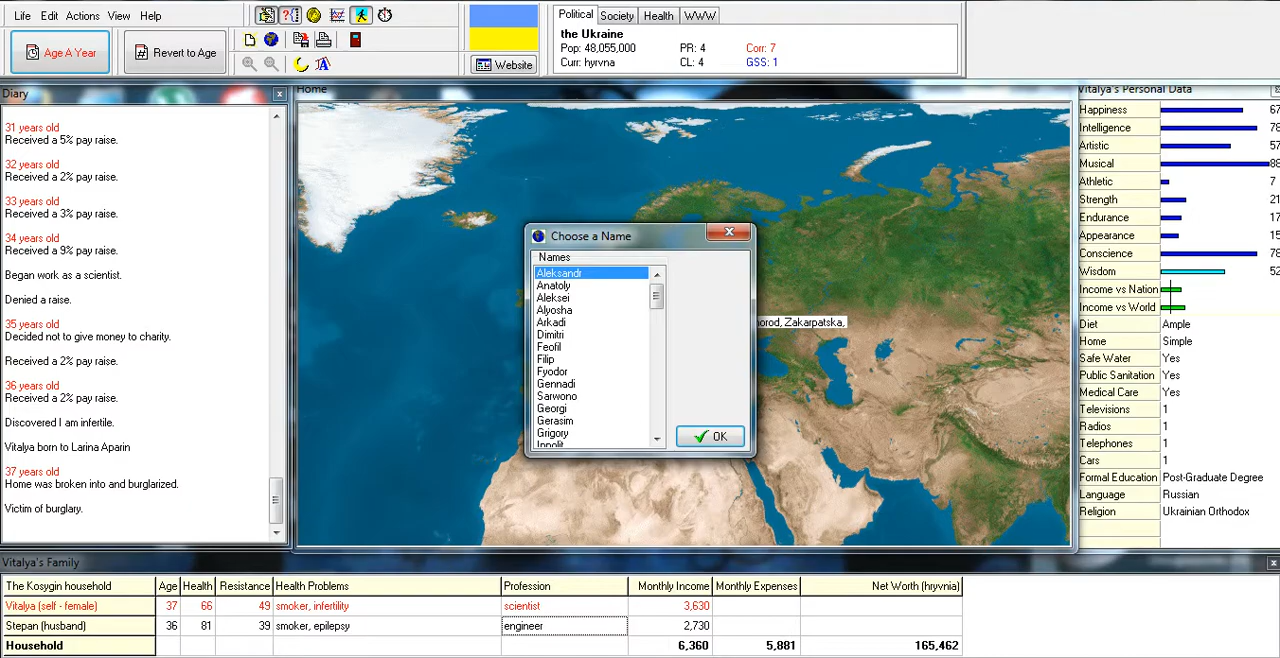 Life Edit Actions View Help
Age A Year
Revert to Age
Website
Political Society Health WWW
the Ukraine
Pop: 48,055,000 PR: 4 Corr: 7
Curr: hyrvna CL: 4 GSS: 1
Diary
31 years old
Received a 5% pay raise.
32 years old
Received a 2% pay raise.
33 years old
Received a 3% pay raise.
34 years old
Received a 9% pay raise.
Began work as a scientist.
Denied a raise.
35 years old
Decided not to give money to charity.
Received a 2% pay raise.
36 years old
Received a 2% pay raise.
Discovered I am infertile.
Vitalya born to Larina Aparin
37 years old
Home was broken into and burglarized.
Victim of burglary.
Home
Choose a Name
Names
Aleksandr
Anatoly
Aleksei
Alyosha
Arkadi
Dimitri
Feofil
Filip
Fyodor
Gennadi
Sarwono
Georgi
Gerasim
Grigory
Ippolit
OK
horod, Zakarpatska,
Vitalya's Personal Data
Happiness 67
Intelligence 78
Artistic 57
Musical 88
Athletic 7
Strength 21
Endurance 17
Appearance 15
Conscience 78
Wisdom 52
Income vs Nation
Income vs World
Diet Ample
Home Simple
Safe Water Yes
Public Sanitation Yes
Medical Care Yes
Televisions 1
Radios 1
Telephones 1
Cars 1
Formal Education Post-Graduate Degree
Language Russian
Religion Ukrainian Orthodox
Vitalya's Family
The Kosygin household Age Health Resistance Health Problems Profession Monthly Income Monthly Expenses Net Worth (hryvnia)
Vitalya (self - female) 37 66 49 smoker, infertility scientist 3,630
Stepan (husband) 36 81 39 smoker, epilepsy engineer 2,730
Household 6,360 5,881 165,462